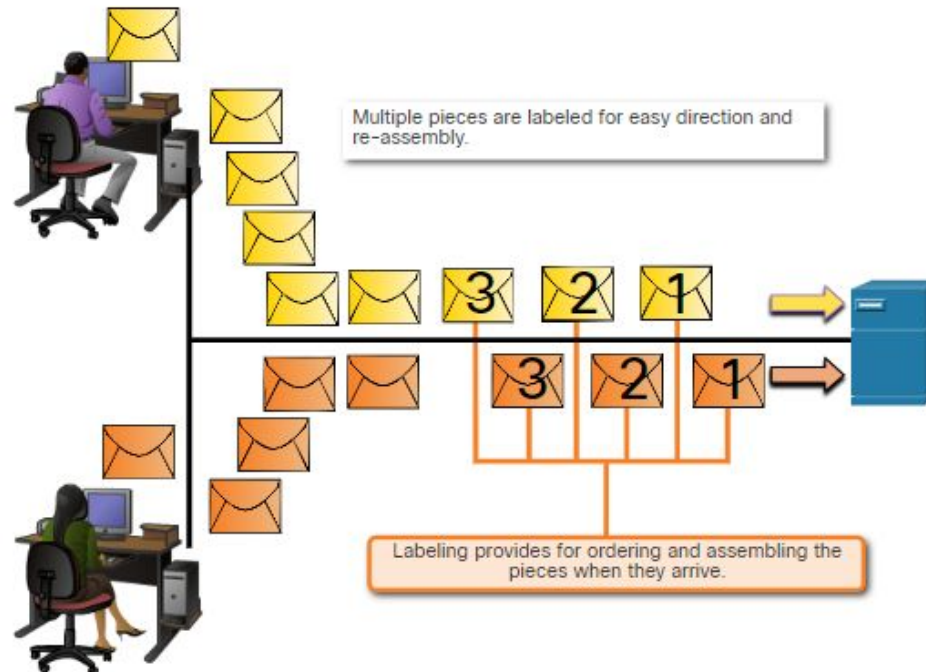 Multiple pieces are labeled for easy direction and
re-assembly.
3 2 1
3 2 1
Labeling provides for ordering and assembling the
pieces when they arrive.